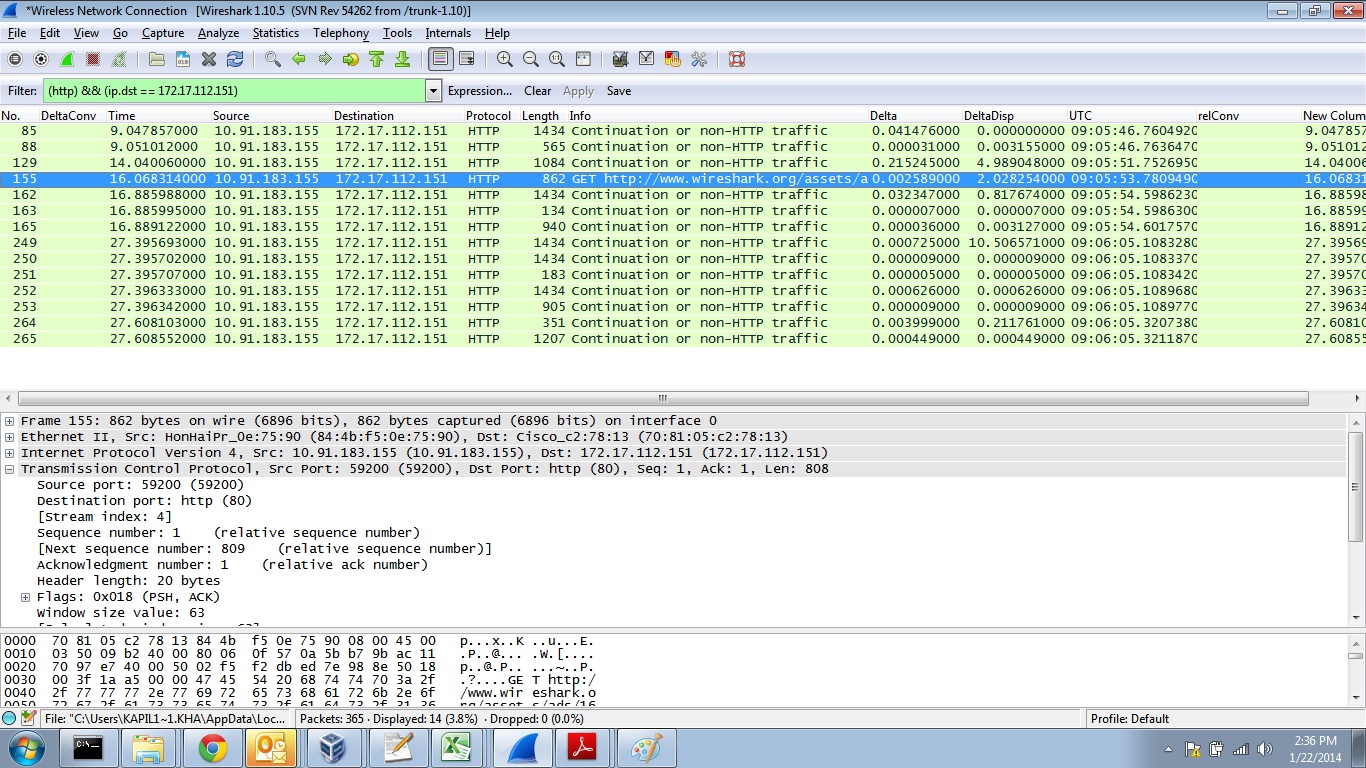 *Wireless Network Connection [Wireshark 1.10.5 (SVN Rev 54262 from /trunk-1.10)]
File Edit View Go Capture Analyze Statistics Telephony Tools Internals Help
Filter: (http) && (ip.dst == 172.17.112.151) Expression... Clear Apply Save
No. DeltaConv Time Source Destination Protocol Length Info Delta DeltaDisp UTC relConv New Colum
85 9.047857000 10.91.183.155 172.17.112.151 HTTP 1434 Continuation or non-HTTP traffic 0.041476000 0.000000000 09:05:46.7604920 9.047857
88 9.051012000 10.91.183.155 172.17.112.151 HTTP 565 Continuation or non-HTTP traffic 0.000031000 0.003155000 09:05:46.7636470 9.051012
129 14.040060000 10.91.183.155 172.17.112.151 HTTP 1084 Continuation or non-HTTP traffic 0.215245000 4.989048000 09:05:51.7526950 14.04006
155 16.068314000 10.91.183.155 172.17.112.151 HTTP 862 GET http://www.wireshark.org/assets/a 0.002589000 2.028254000 09:05:53.7809490 16.06831
162 16.885988000 10.91.183.155 172.17.112.151 HTTP 1434 Continuation or non-HTTP traffic 0.032347000 0.817674000 09:05:54.5986230 16.88598
163 16.885995000 10.91.183.155 172.17.112.151 HTTP 134 Continuation or non-HTTP traffic 0.000007000 0.000007000 09:05:54.5986300 16.88599
165 16.889122000 10.91.183.155 172.17.112.151 HTTP 940 Continuation or non-HTTP traffic 0.000036000 0.003127000 09:05:54.6017570 16.88912
249 27.395693000 10.91.183.155 172.17.112.151 HTTP 1434 Continuation or non-HTTP traffic 0.000725000 10.506571000 09:06:05.1083280 27.39569
250 27.395702000 10.91.183.155 172.17.112.151 HTTP 1434 Continuation or non-HTTP traffic 0.000009000 0.000009000 09:06:05.1083370 27.39570
251 27.395707000 10.91.183.155 172.17.112.151 HTTP 183 Continuation or non-HTTP traffic 0.000005000 0.000005000 09:06:05.1083420 27.39570
252 27.396333000 10.91.183.155 172.17.112.151 HTTP 1434 Continuation or non-HTTP traffic 0.000626000 0.000626000 09:06:05.1089680 27.39633
253 27.396342000 10.91.183.155 172.17.112.151 HTTP 905 Continuation or non-HTTP traffic 0.000009000 0.000009000 09:06:05.1089770 27.39634
264 27.608103000 10.91.183.155 172.17.112.151 HTTP 351 Continuation or non-HTTP traffic 0.003999000 0.211761000 09:06:05.3207380 27.60810
265 27.608552000 10.91.183.155 172.17.112.151 HTTP 1207 Continuation or non-HTTP traffic 0.000449000 0.000449000 09:06:05.3211870 27.60855
Frame 155: 862 bytes on wire (6896 bits), 862 bytes captured (6896 bits) on interface 0
Ethernet II, Src: HonHaiPr_0e:75:90 (84:4b:f5:0e:75:90), Dst: Cisco_c2:78:13 (70:81:05:c2:78:13)
Internet Protocol Version 4, Src: 10.91.183.155 (10.91.183.155), Dst: 172.17.112.151 (172.17.112.151)
Transmission Control Protocol, Src Port: 59200 (59200), Dst Port: http (80), Seq: 1, Ack: 1, Len: 808
Source port: 59200 (59200)
Destination port: http (80)
[Stream index: 4]
Sequence number: 1 (relative sequence number)
[Next sequence number: 809 (relative sequence number)]
Acknowledgment number: 1 (relative ack number)
Header length: 20 bytes
Flags: 0x018 (PSH, ACK)
Window size value: 63
0000 70 81 05 c2 78 13 84 4b f5 0e 75 90 08 00 45 00 p...x..K ..u...E.
0010 03 50 09 b2 40 00 80 06 0f 57 0a 5b b7 9b ac 11 .P..@... .W.[....
0020 70 97 e7 40 00 50 02 f5 f2 db ed 7e 98 8e 50 18 p..@.P.. ...~..P.
0030 00 3f 1a a5 00 00 47 45 54 20 68 74 74 70 3a 2f .?....GE T http:/
0040 2f 77 77 77 2e 77 69 72 65 73 68 61 72 6b 2e 6f /www.wir eshark.o
0050 72 67 2f 61 73 73 65 74 73 2f 61 64 73 2f 31 36 rg/asset s/ads/16
File: "C:\Users\KAPIL1~1.KHA\AppData\Loc... Packets: 365 · Displayed: 14 (3.8%) · Dropped: 0 (0.0%) Profile: Default
2:36 PM
1/22/2014